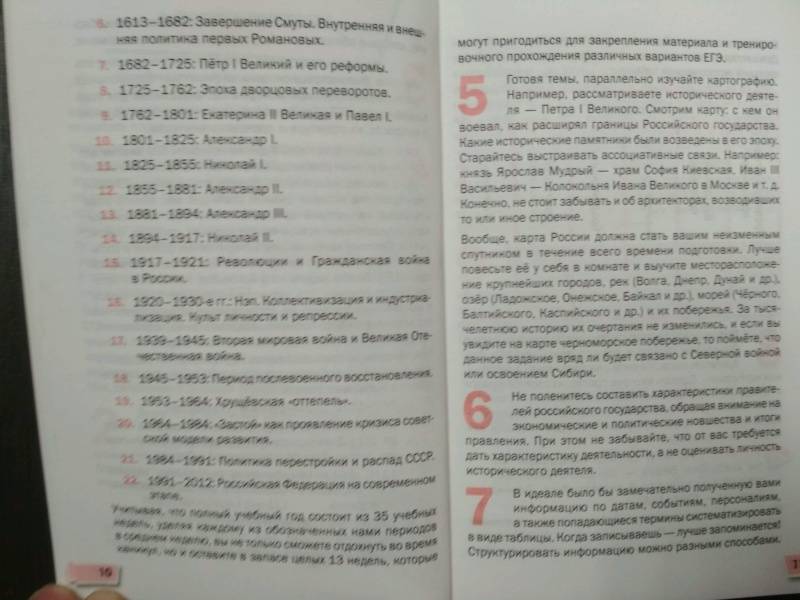 6. 1613–1682: Завершение Смуты. Внутренняя и внеш-
няя политика первых Романовых.
7. 1682–1725: Пётр I Великий и его реформы.
8. 1725–1762: Эпоха дворцовых переворотов.
9. 1762–1801: Екатерина II Великая и Павел I.
10. 1801–1825: Александр I.
11. 1825–1855: Николай I.
12. 1855–1881: Александр II.
13. 1881–1894: Александр III.
14. 1894–1917: Николай II.
15. 1917–1921: Революции и Гражданская война
в России.
16. 1920–1930-е гг.: Нэп. Коллективизация и индустриа-
лизация. Культ личности и репрессии.
17. 1939–1945: Вторая мировая война и Великая Оте-
чественная война.
18. 1945–1953: Период послевоенного восстановления.
19. 1953–1964: Хрущёвская «оттепель».
20. 1964–1984: «Застой» как проявление кризиса совет-
ской модели развития.
21. 1984–1991: Политика перестройки и распад СССР.
22. 1991–2012: Российская Федерация на современном
этапе.
Учитывая, что полный учебный год состоит из 35 учебных
недель, уделяя каждому из обозначенных нами периодов
в среднем неделю, вы не только сможете отдохнуть во время
каникул, но и оставите в запасе целых 13 недель, которые
10
могут пригодиться для закрепления материала и трениро-
вочного прохождения различных вариантов ЕГЭ.
5 Готовя темы, параллельно изучайте картографию.
Например, рассматриваете исторического деяте-
ля — Петра I Великого. Смотрим карту: с кем он
воевал, как расширял границы Российского государства.
Какие исторические памятники были возведены в его эпоху.
Старайтесь выстраивать ассоциативные связи. Например:
князь Ярослав Мудрый — храм София Киевская. Иван III
Васильевич — Колокольня Ивана Великого в Москве и т. д.
Конечно, не стоит забывать и об архитекторах, возводивших
то или иное строение.
Вообще, карта России должна стать вашим неизменным
спутником в течение всего времени подготовки. Лучше
повесьте её у себя в комнате и выучите месторасположе-
ние крупнейших городов, рек (Волга, Днепр, Дунай и др.),
озёр (Ладожское, Онежское, Байкал и др.), морей (Чёрного,
Балтийского, Каспийского и др.) и их побережья. За тыся-
челетнюю историю их очертания не изменились, и если вы
увидите на карте черноморское побережье, то поймёте, что
данное задание вряд ли будет связано с Северной войной
или освоением Сибири.
6 Не поленитесь составить характеристики правите-
лей российского государства, обращая внимание на
экономические и политические новшества и итоги
правления. При этом не забывайте, что от вас требуется
дать характеристику деятельности, а не оценивать личность
исторического деятеля.
7 В идеале было бы замечательно полученную вами
информацию по датам, событиям, персоналиям,
а также попадающиеся термины систематизировать
в виде таблицы. Когда записываешь — лучше запоминается!
Структурировать информацию можно разными способами.